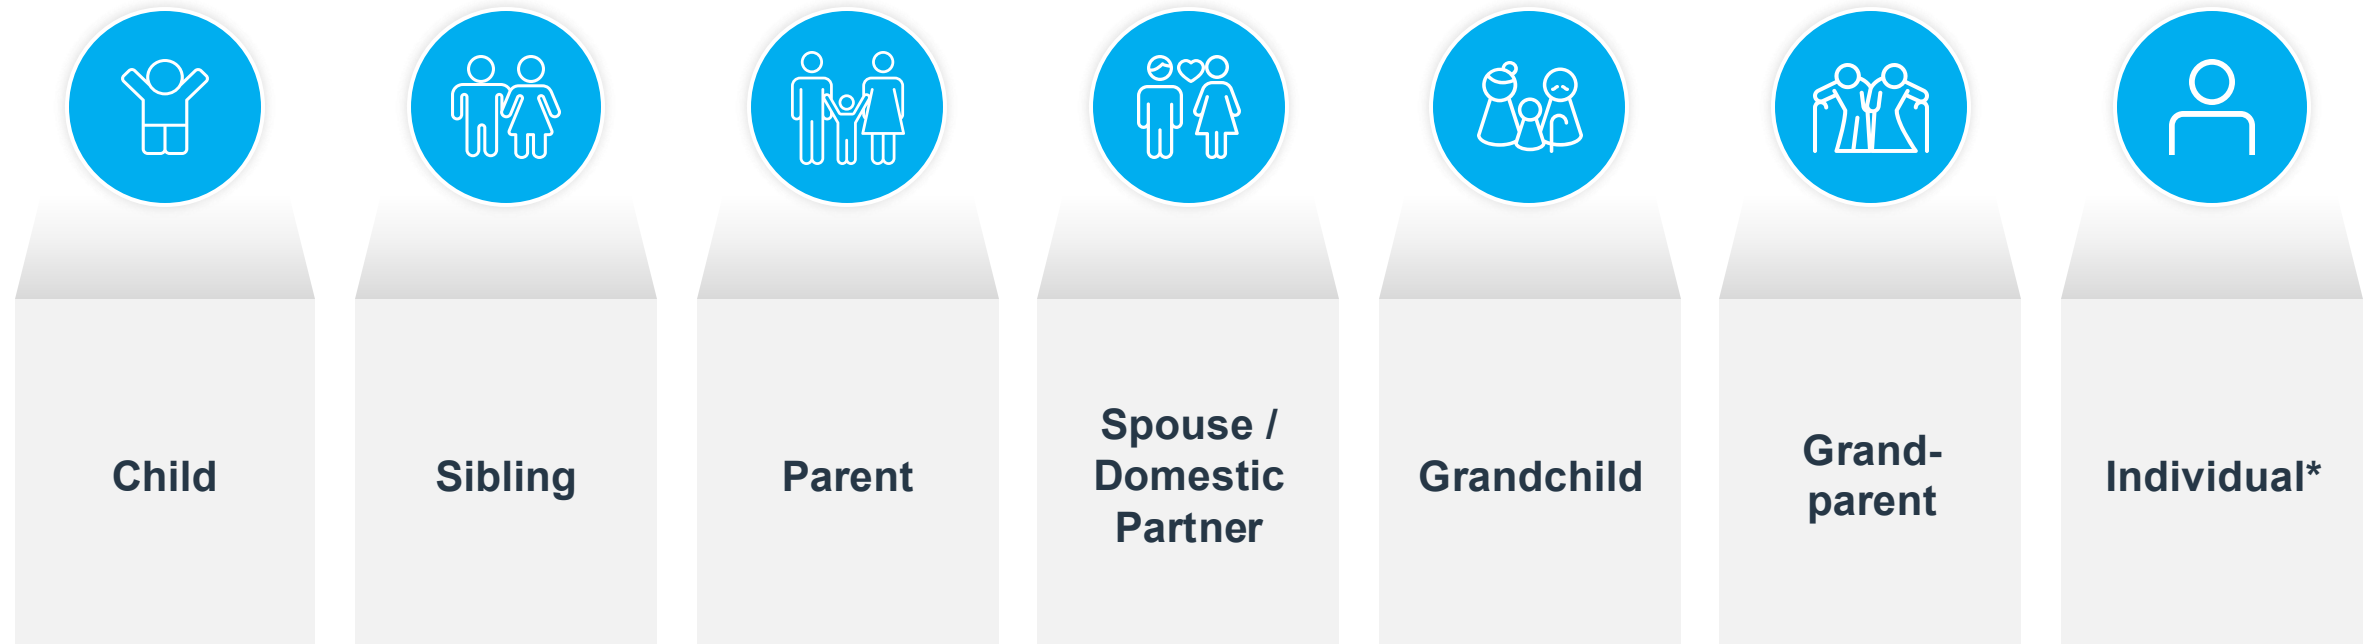 Child
Sibling
Parent
Spouse /
Domestic
Partner
Grandchild
Grand-
parent
Individual*